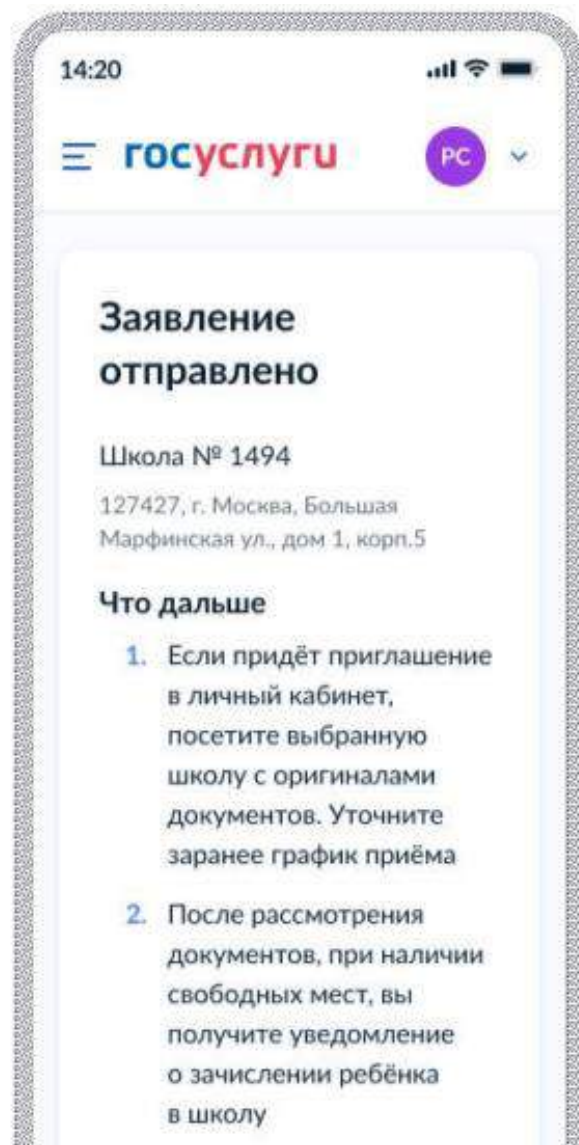 14:20
госуслуги
РС
Заявление
отправлено
Школа № 1494
127427, г. Москва, Большая
Марфинская ул., дом 1, корп.5
Что дальше
1. Если придёт приглашение
в личный кабинет,
посетите выбранную
школу с оригиналами
документов. Уточните
заранее график приёма
2. После рассмотрения
документов, при наличии
свободных мест, вы
получите уведомление
о зачислении ребёнка
в школу